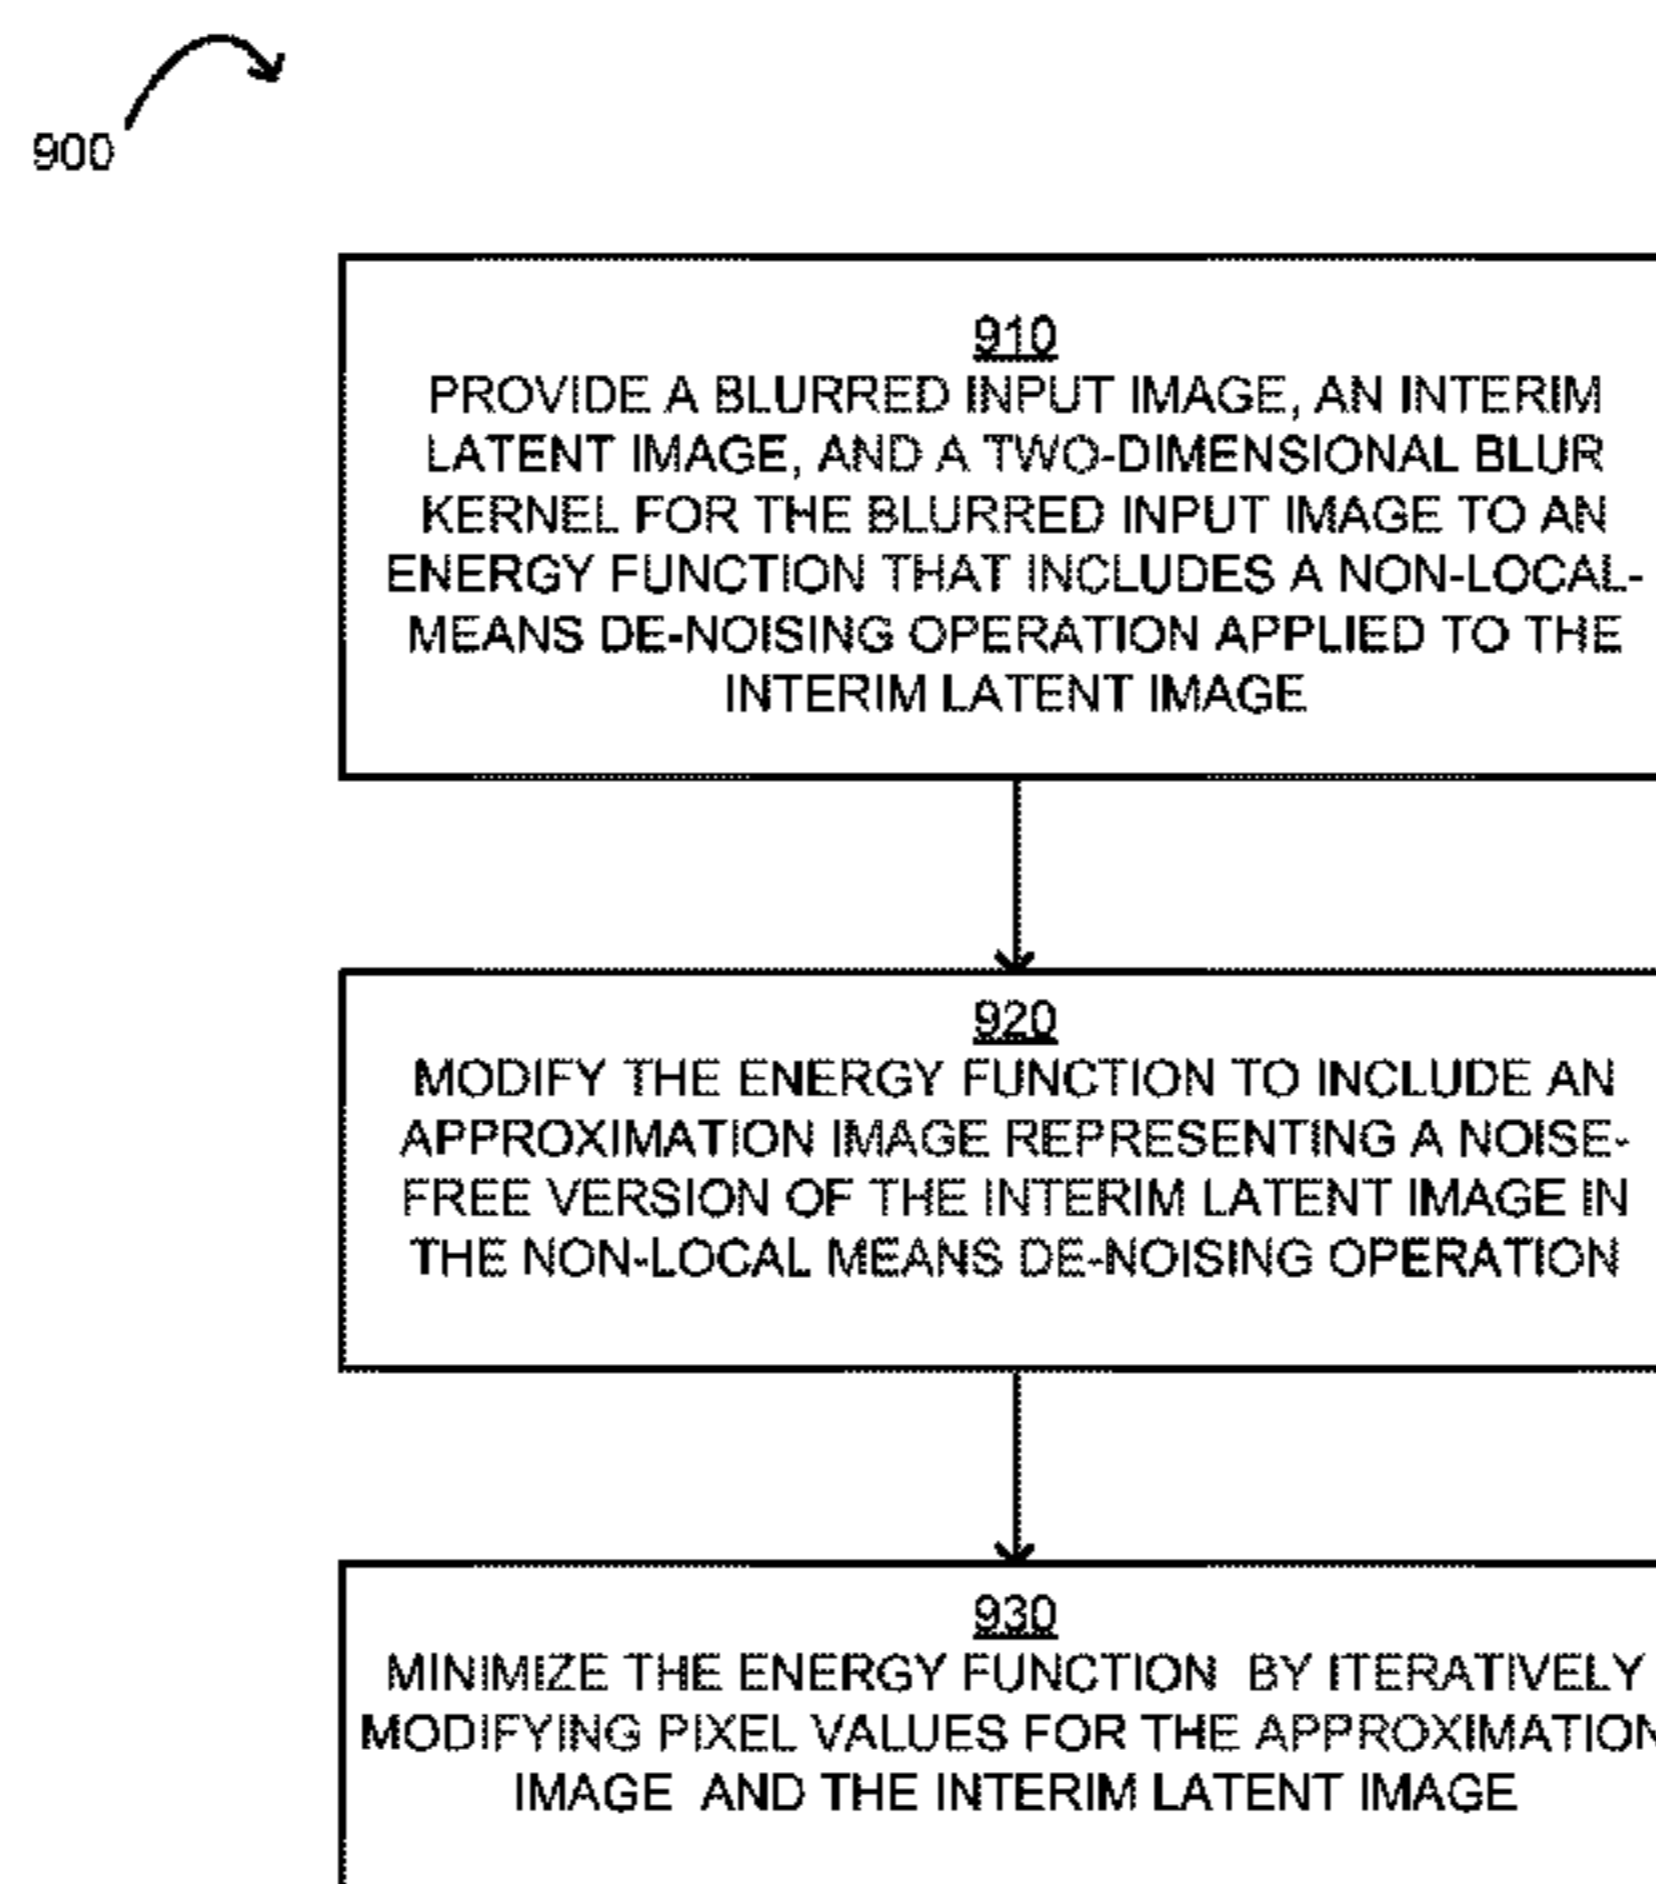 900
910
PROVIDE A BLURRED INPUT IMAGE, AN INTERIM
LATENT IMAGE, AND A TWO-DIMENSIONAL BLUR
KERNEL FOR THE BLURRED INPUT IMAGE TO AN
ENERGY FUNCTION THAT INCLUDES A NON-LOCAL-
MEANS DE-NOISING OPERATION APPLIED TO THE
INTERIM LATENT IMAGE
920
MODIFY THE ENERGY FUNCTION TO INCLUDE AN
APPROXIMATION IMAGE REPRESENTING A NOISE-
FREE VERSION OF THE INTERIM LATENT IMAGE IN
THE NON-LOCAL MEANS DE-NOISING OPERATION
930
MINIMIZE THE ENERGY FUNCTION BY ITERATIVELY
MODIFYING PIXEL VALUES FOR THE APPROXIMATION
IMAGE AND THE INTERIM LATENT IMAGE